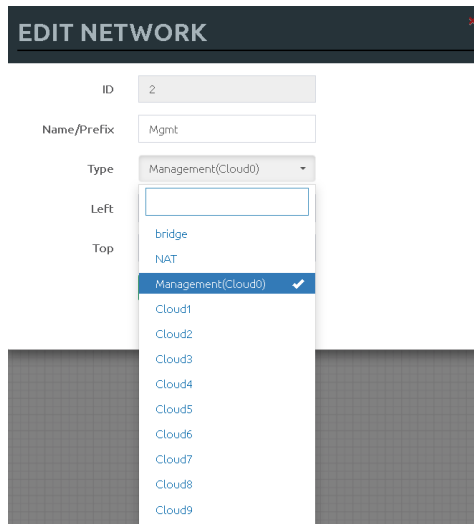 EDIT NETWORK
ID 2
Name/Prefix Mgmt
Type Management(Cloud0)
Left
Top
bridge
NAT
Management(Cloud0)
Cloud1
Cloud2
Cloud3
Cloud4
Cloud5
Cloud6
Cloud7
Cloud8
Cloud9